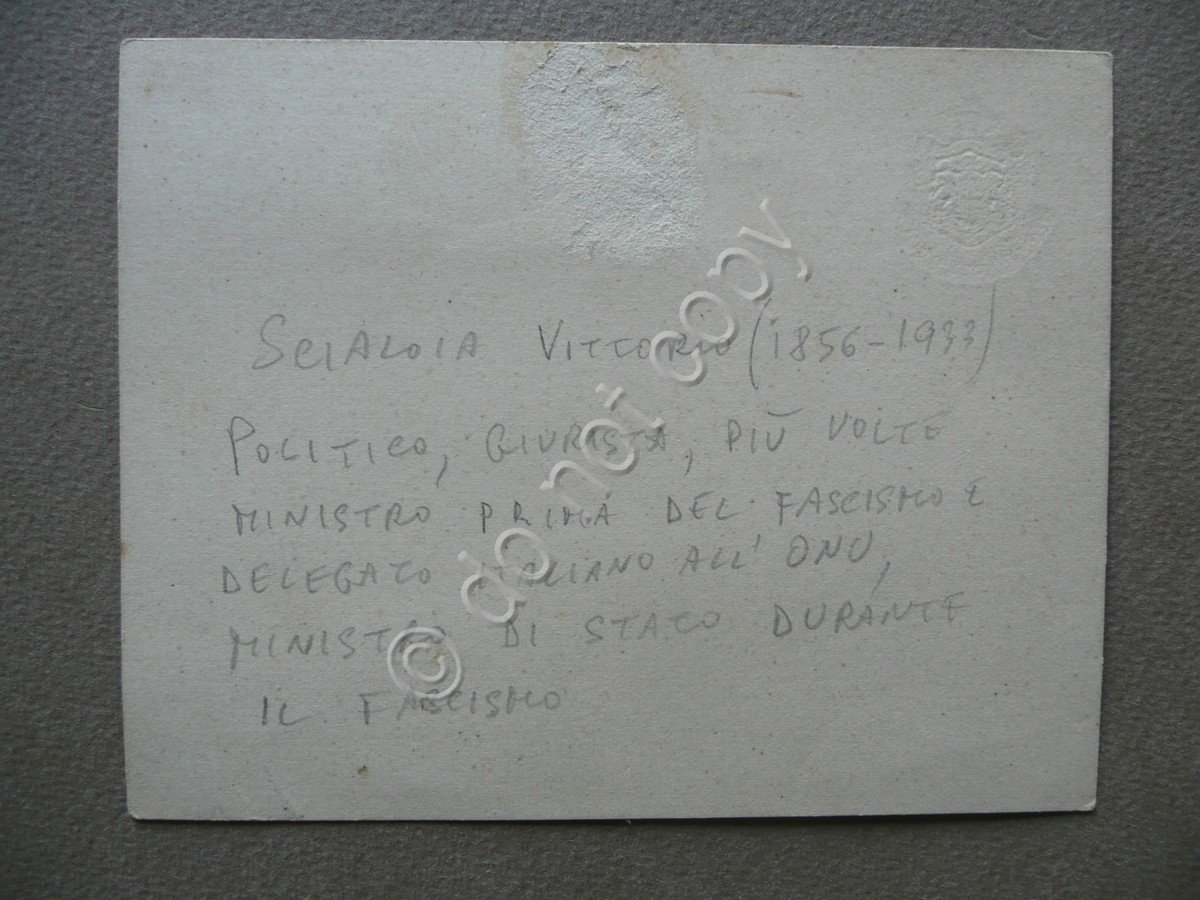 SCIALOIA VITTORIO (1856-1933)
POLITICO, GIURISTA, PIÙ VOLTE
MINISTRO PRIMA DEL FASCISMO E
DELEGATO ITALIANO ALL' ONU,
MINISTRO DI STATO DURANTE
IL FASCISMO
© do not copy